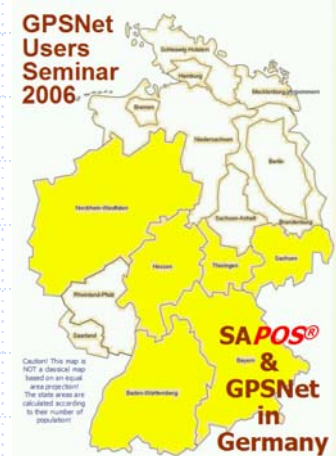 GPSNet
Users
Seminar
2006
Schleswig-Holstein
Hamburg
Mecklenburg-Vorpommern
Bremen
Niedersachsen
Berlin
Nordrhein-Westfalen
Sachsen-Anhalt
Brandenburg
Hessen
Thüringen
Sachsen
Rheinland-Pfalz
Saarland
Bayern
Baden-Württemberg
Caution! This map is
NOT a classical map
based on an equal
area projection!
The state areas are
calculated according
to their number of
population!
SAPOS®
&
GPSNet
in
Germany